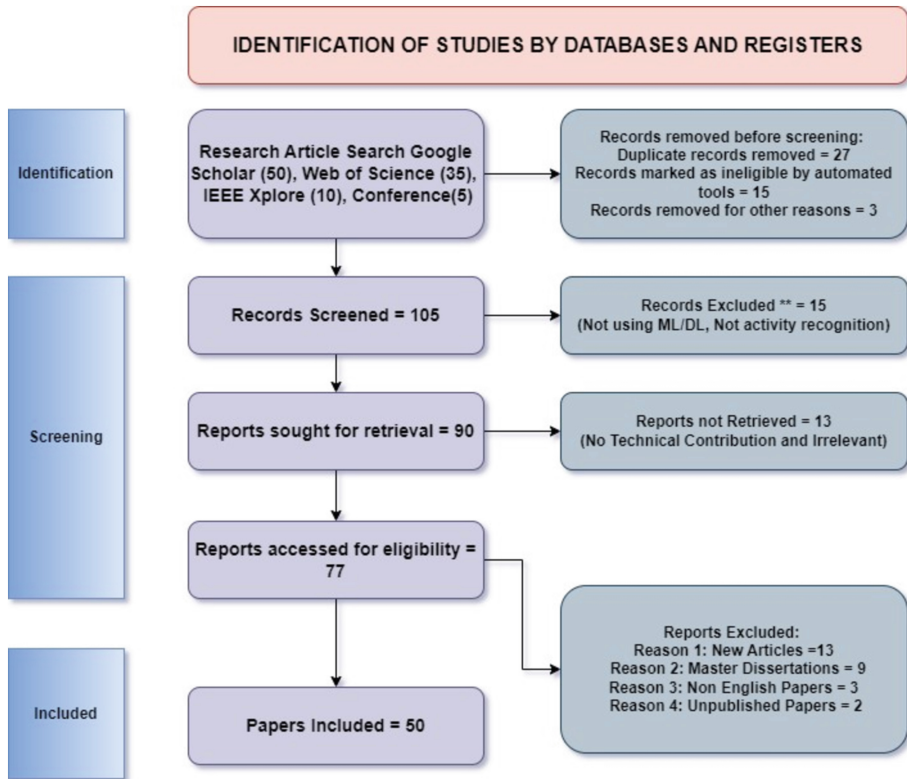 IDENTIFICATION OF STUDIES BY DATABASES AND REGISTERS
Identification
Research Article Search Google
Scholar (50), Web of Science (35),
IEEE Xplore (10), Conference(5)
Records removed before screening:
Duplicate records removed = 27
Records marked as ineligible by automated
tools = 15
Records removed for other reasons = 3
Screening
Records Screened = 105
Records Excluded ** = 15
(Not using ML/DL, Not activity recognition)
Reports sought for retrieval = 90
Reports not Retrieved = 13
(No Technical Contribution and Irrelevant)
Reports accessed for eligibility =
77
Reports Excluded:
Reason 1: New Articles =13
Reason 2: Master Dissertations = 9
Reason 3: Non English Papers = 3
Reason 4: Unpublished Papers = 2
Included
Papers Included = 50